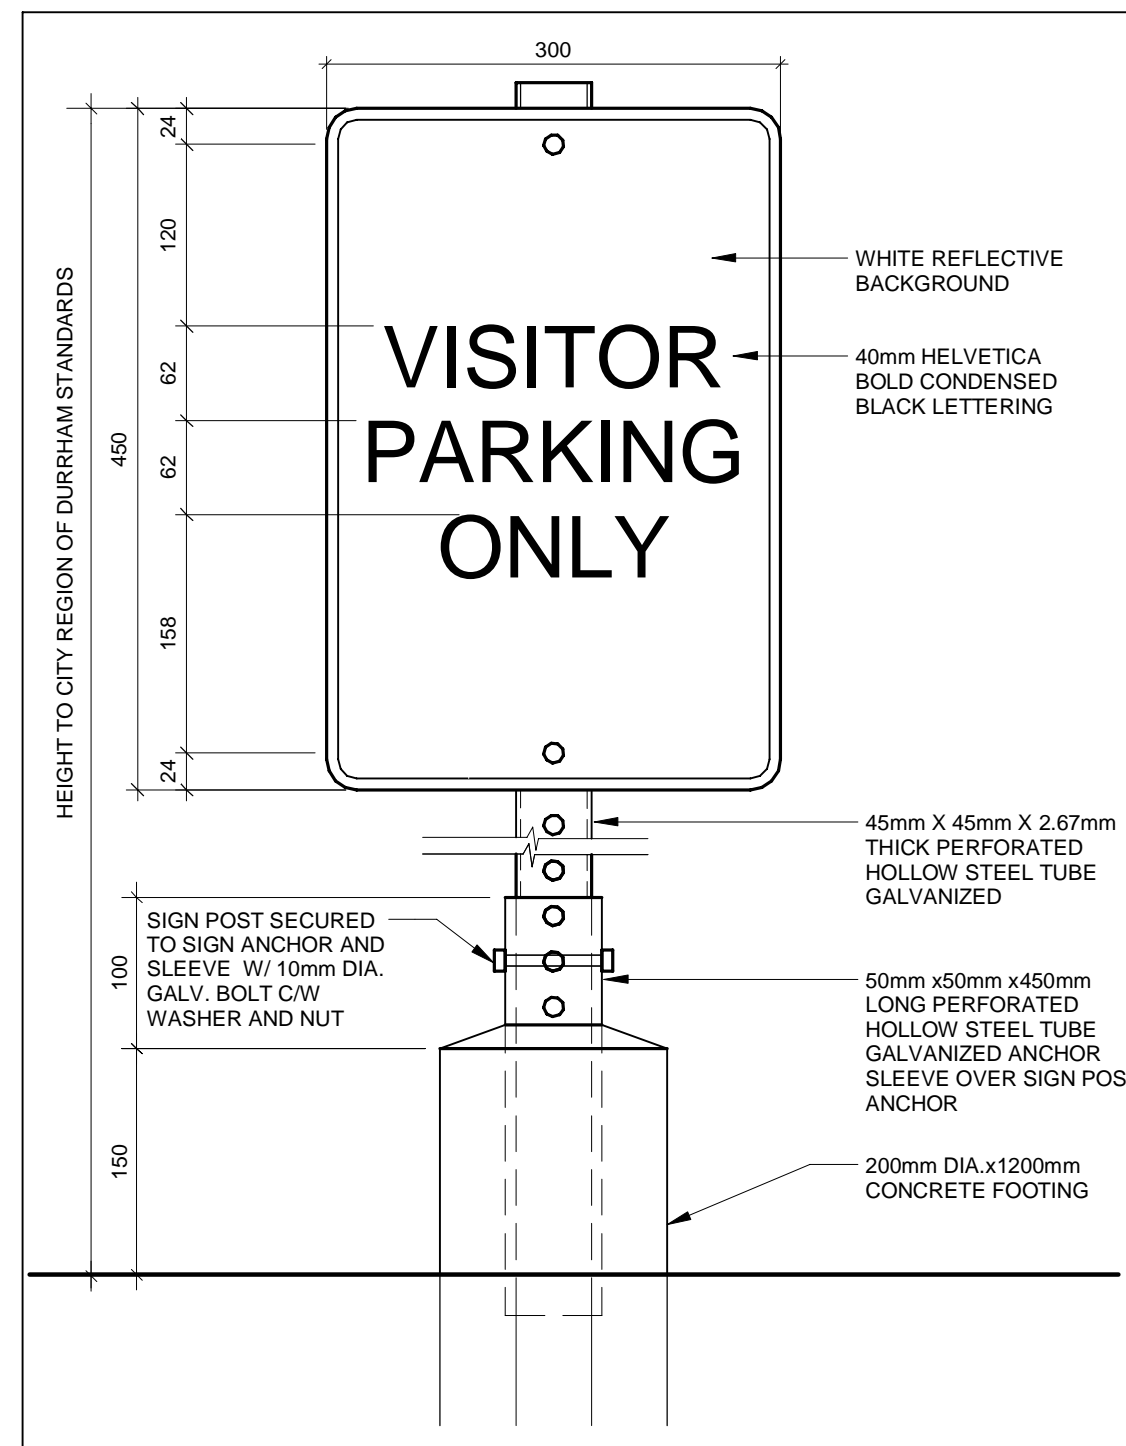 300
24
120
62
62
158
24
450
HEIGHT TO CITY REGION OF DURRHAM STANDARDS
VISITOR
PARKING
ONLY
WHITE REFLECTIVE
BACKGROUND
40mm HELVETICA
BOLD CONDENSED
BLACK LETTERING
45mm X 45mm X 2.67mm
THICK PERFORATED
HOLLOW STEEL TUBE
GALVANIZED
SIGN POST SECURED
TO SIGN ANCHOR AND
SLEEVE W/ 10mm DIA.
GALV. BOLT C/W
WASHER AND NUT
100
150
50mm x50mm x450mm
LONG PERFORATED
HOLLOW STEEL TUBE
GALVANIZED ANCHOR
SLEEVE OVER SIGN POS
ANCHOR
200mm DIA.x1200mm
CONCRETE FOOTING